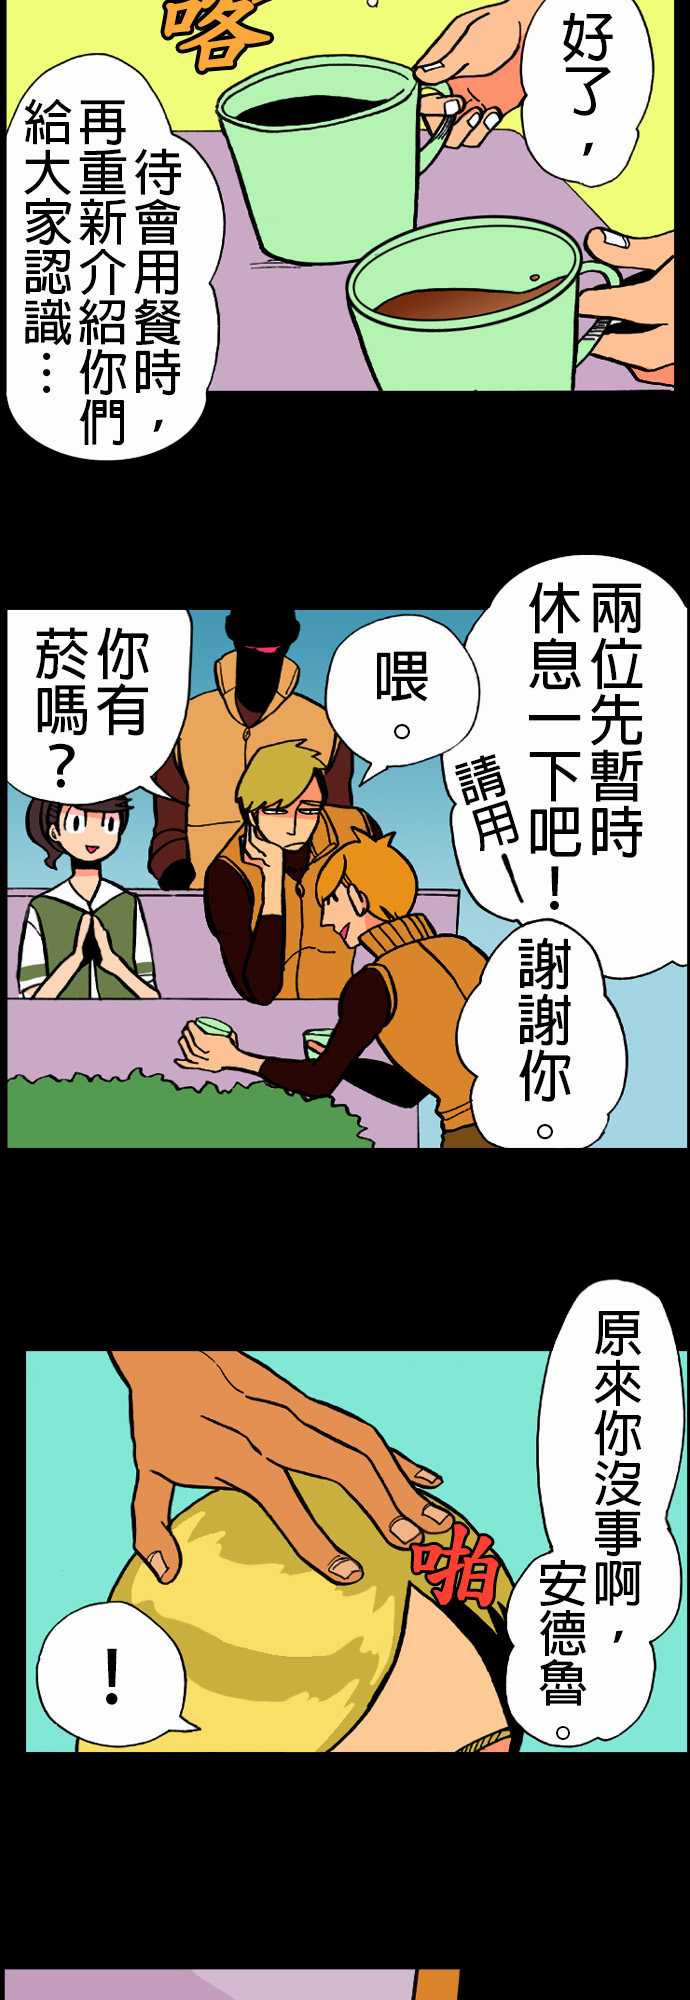 喀
好了，
待會用餐時，
再重新介紹你們
給大家認識…
兩位先暫時
休息一下吧！
請用！
謝謝你。
喂。
你有
菸嗎？
原來你沒事啊，
安德魯。
啪
！